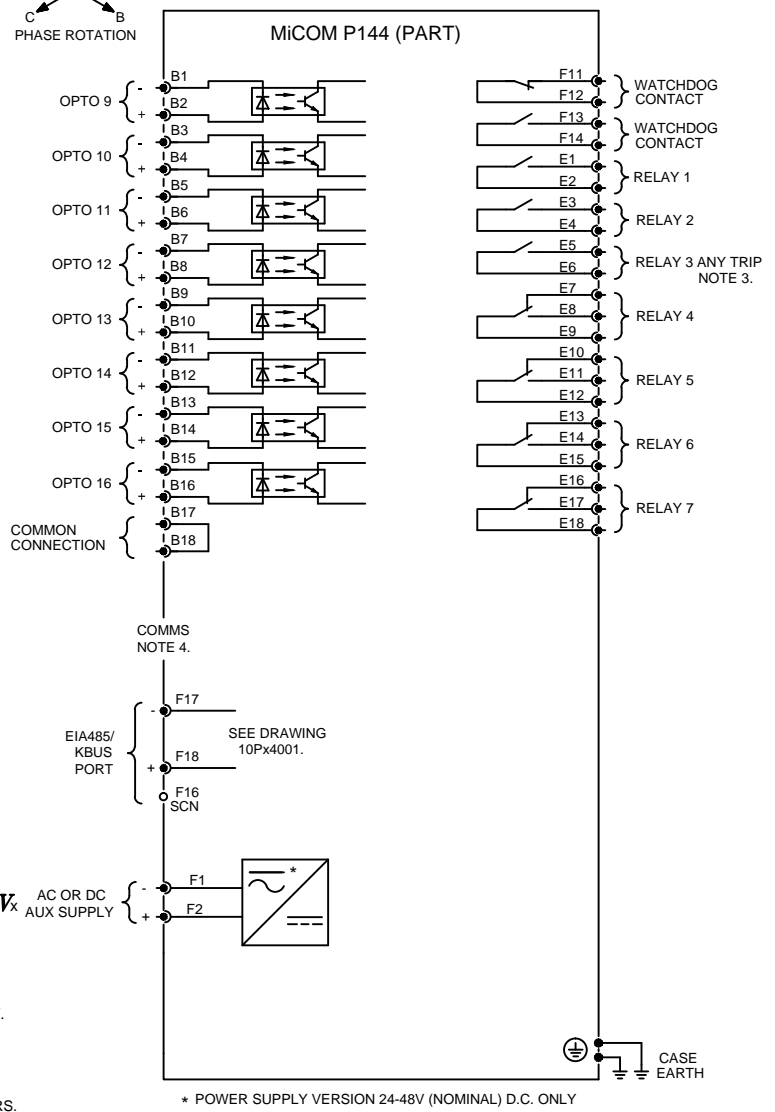 C B
PHASE ROTATION
MiCOM P144 (PART)
OPTO 9 - B1
+ B2
OPTO 10 - B3
+ B4
OPTO 11 - B5
+ B6
OPTO 12 - B7
+ B8
OPTO 13 - B9
+ B10
OPTO 14 - B11
+ B12
OPTO 15 - B13
+ B14
OPTO 16 - B15
+ B16
COMMON
CONNECTION
B17
B18
F11
F12
WATCHDOG
CONTACT
F13
F14
WATCHDOG
CONTACT
E1
E2
RELAY 1
E3
E4
RELAY 2
E5
E6
RELAY 3 ANY TRIP
NOTE 3.
E7
E8
E9
RELAY 4
E10
E11
E12
RELAY 5
E13
E14
E15
RELAY 6
E16
E17
E18
RELAY 7
COMMS
NOTE 4.
EIA485/
KBUS
PORT
- F17
+ F18
F16
SCN
SEE DRAWING
10Px4001.
Vx
AC OR DC
AUX SUPPLY
- F1
+ F2
*
CASE
EARTH
RS.
* POWER SUPPLY VERSION 24-48V (NOMINAL) D.C. ONLY